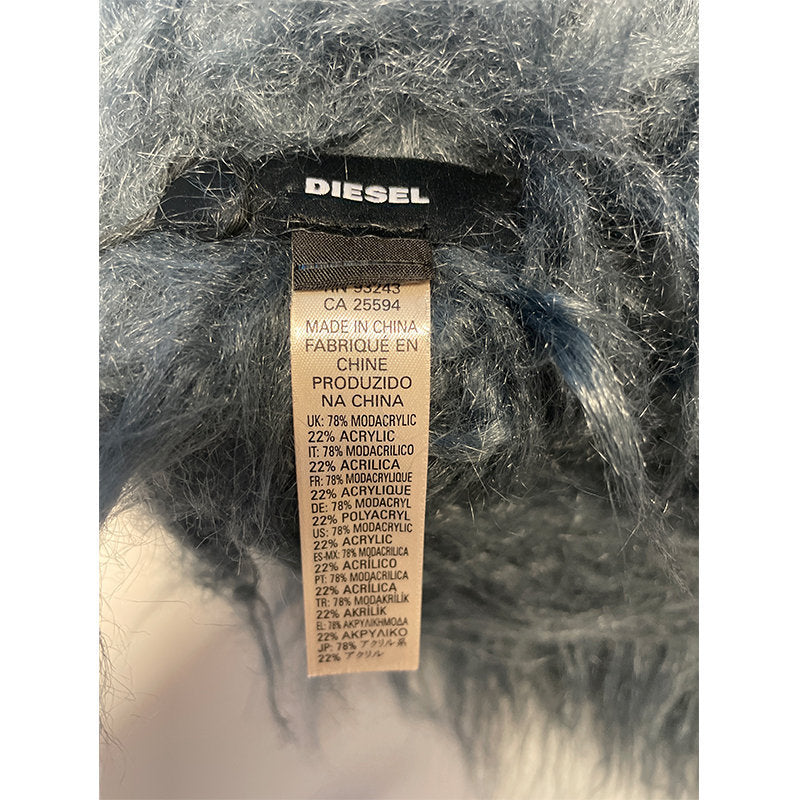 DIESEL
RN 93243
CA 25594
MADE IN CHINA
FABRIQUÉ EN
CHINE
PRODUZIDO
NA CHINA
UK: 78% MODACRYLIC
22% ACRYLIC
IT: 78% MODACRILICO
22% ACRILICA
FR: 78% MODACRYLIQUE
22% ACRYLIQUE
DE: 78% MODACRYL
22% POLYACRYL
US: 78% MODACRYLIC
22% ACRYLIC
ES-MX: 78% MODACRILICA
22% ACRÍLICO
PT: 78% MODACRILICA
22% ACRÍLICA
TR: 78% MODAKRİLİK
22% AKRİLİK
EL: 78% ΑΚΡΥΛΙΚΗΜΟΔΑ
22% ΑΚΡΥΛΙΚΟ
JP: 78% アクリル系
22% アクリル